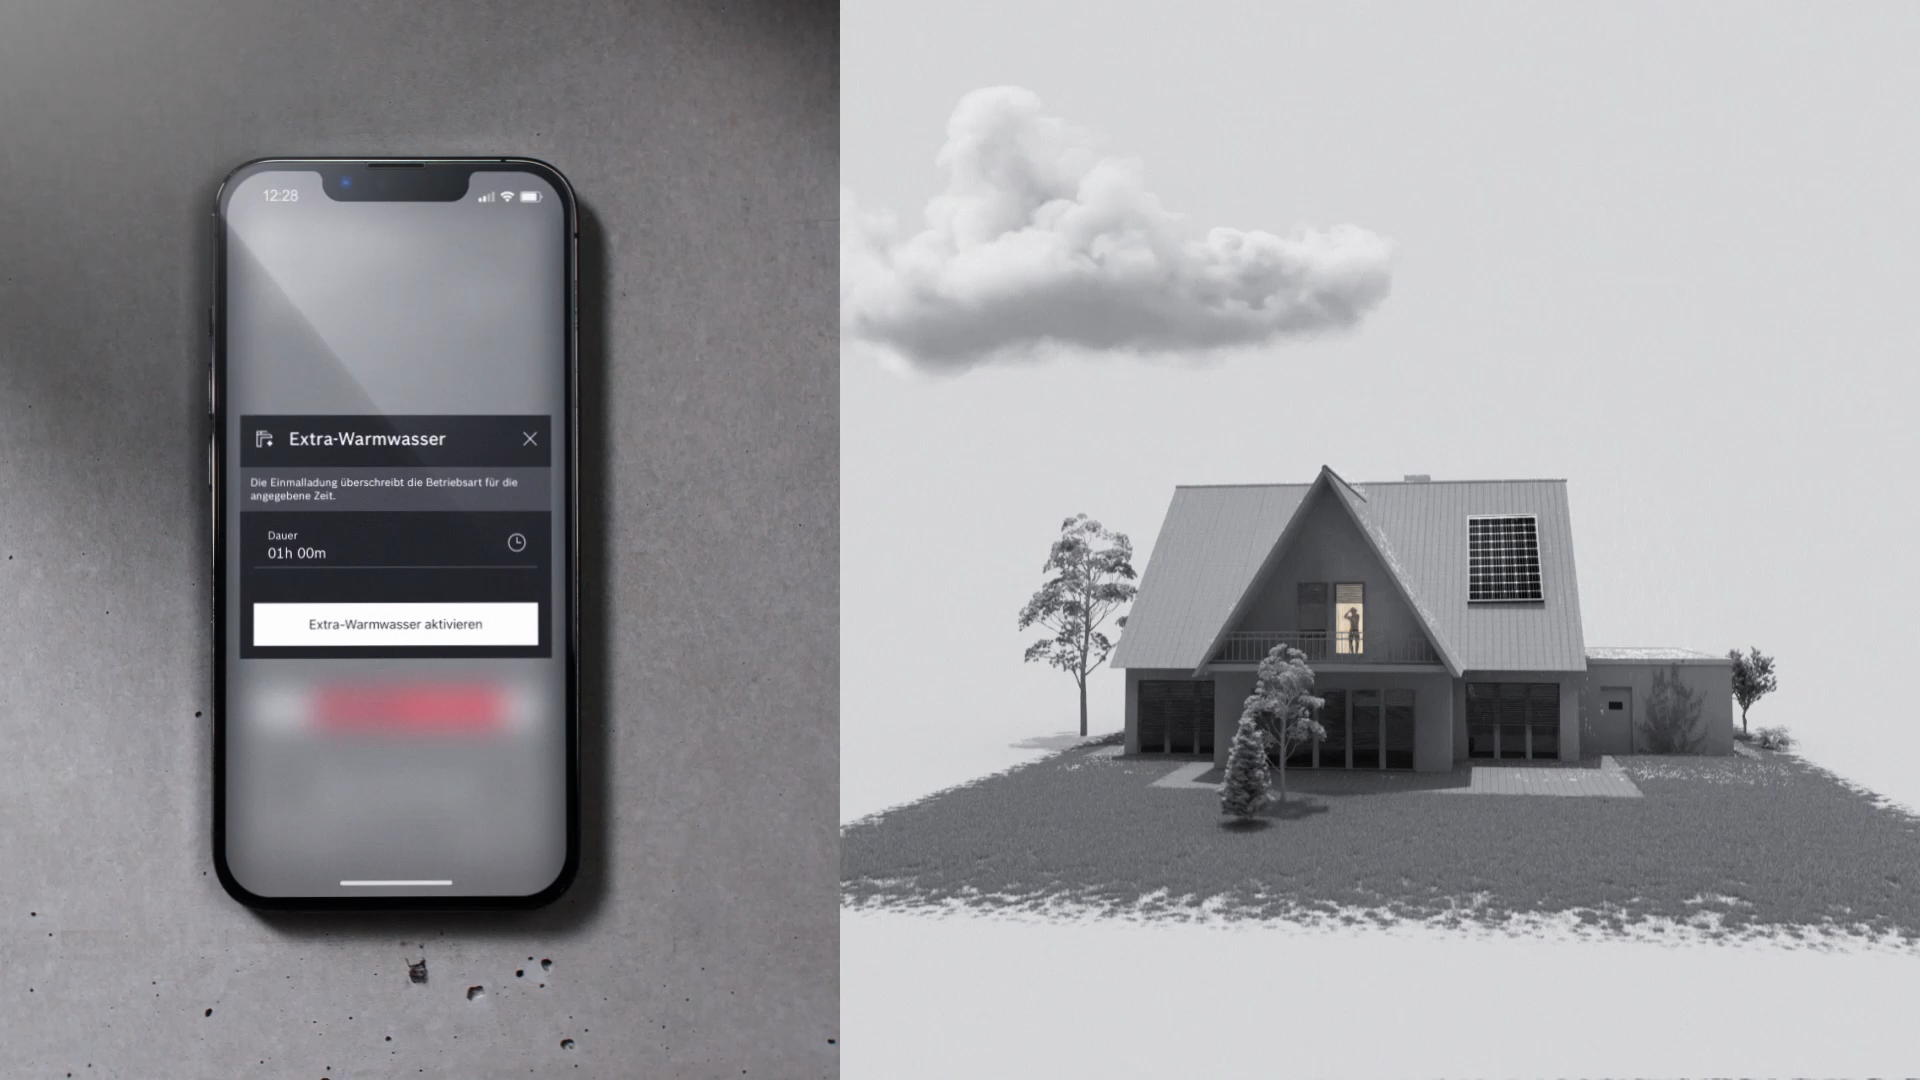 12:28
Extra-Warmwasser
Die Einmalladung überschreibt die Betriebsart für die
angegebene Zeit.
Dauer
01h 00m
Extra-Warmwasser aktivieren